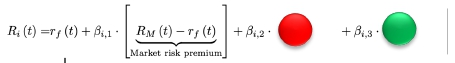 R_i (t) =r_f (t) + β_{i,1} · [R_M (t) − r_f (t)] + β_{i,2} · + β_{i,3} ·
Market risk premium